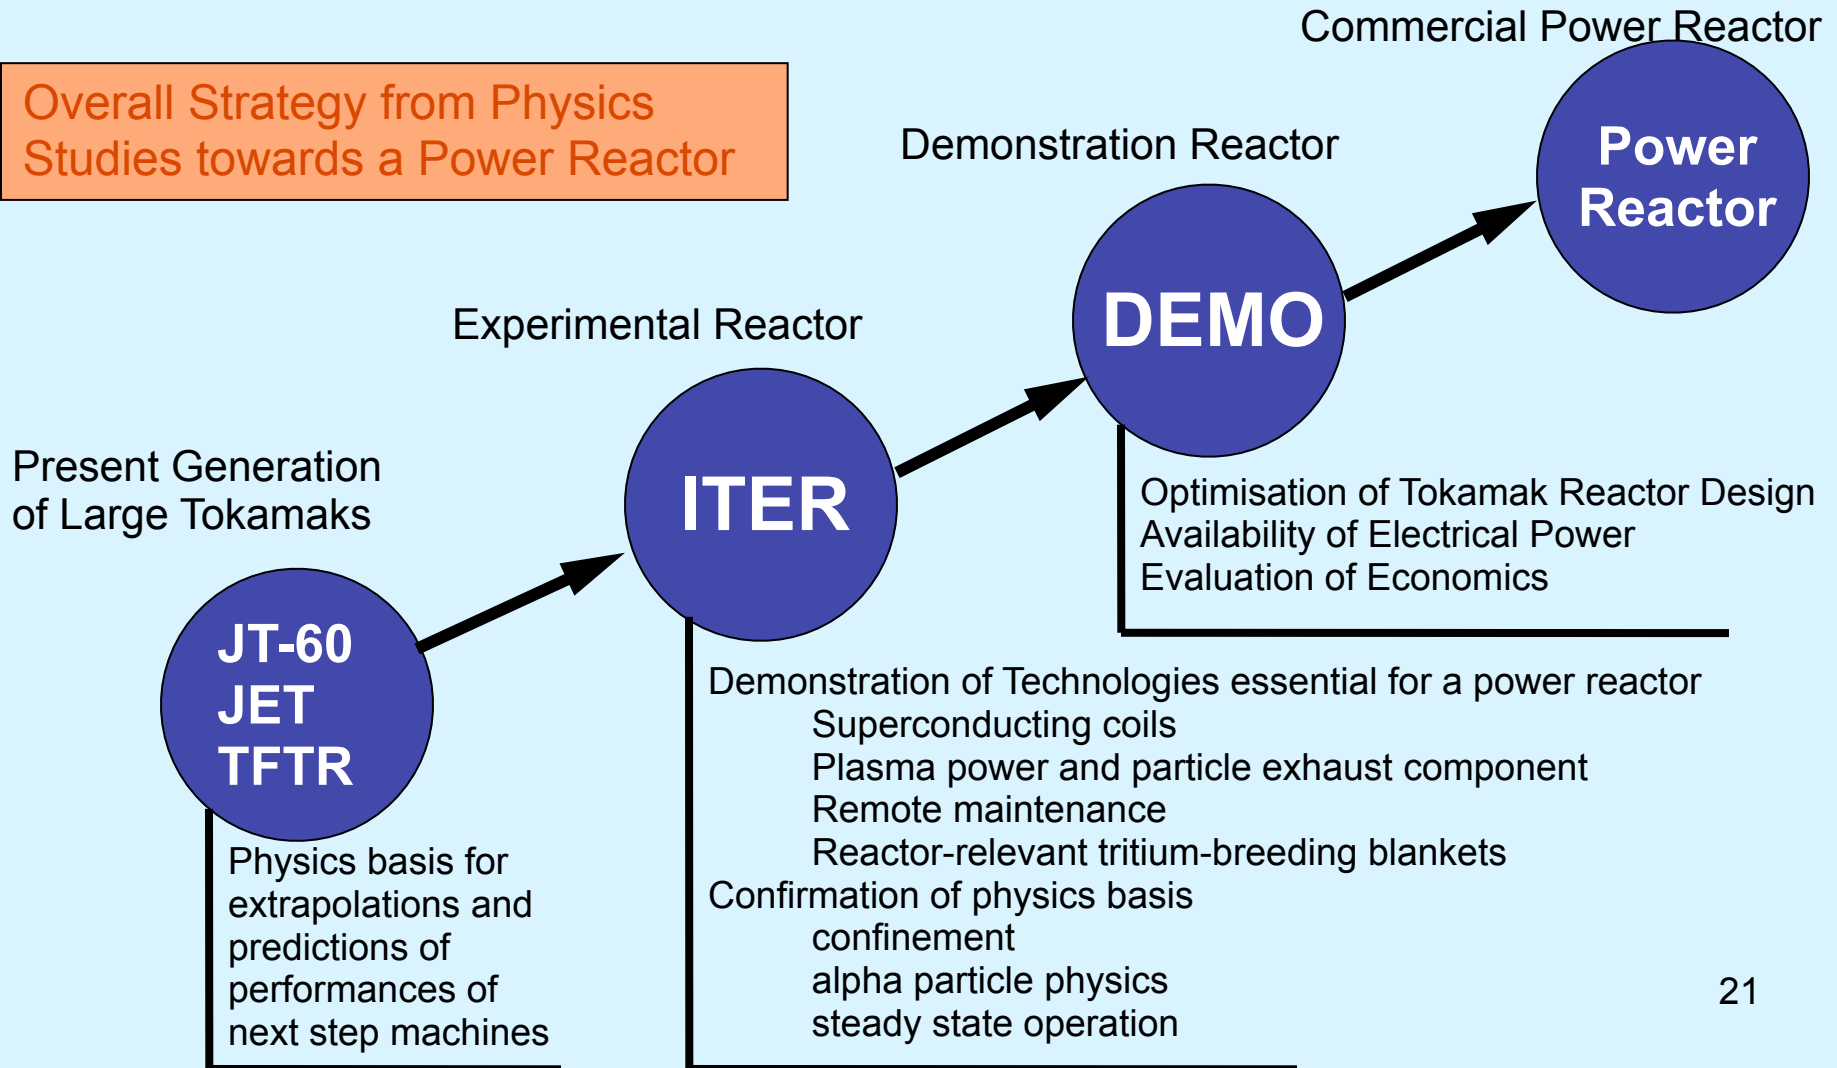 Commercial Power Reactor
Overall Strategy from Physics
Studies towards a Power Reactor
Power
Reactor
Demonstration Reactor
DEMO
Experimental Reactor
ITER
Present Generation
of Large Tokamaks
JT-60
JET
TFTR
Optimisation of Tokamak Reactor Design
Availability of Electrical Power
Evaluation of Economics
Demonstration of Technologies essential for a power reactor
Superconducting coils
Plasma power and particle exhaust component
Remote maintenance
Reactor-relevant tritium-breeding blankets
Confirmation of physics basis
confinement
alpha particle physics
steady state operation
Physics basis for
extrapolations and
predictions of
performances of
next step machines
21